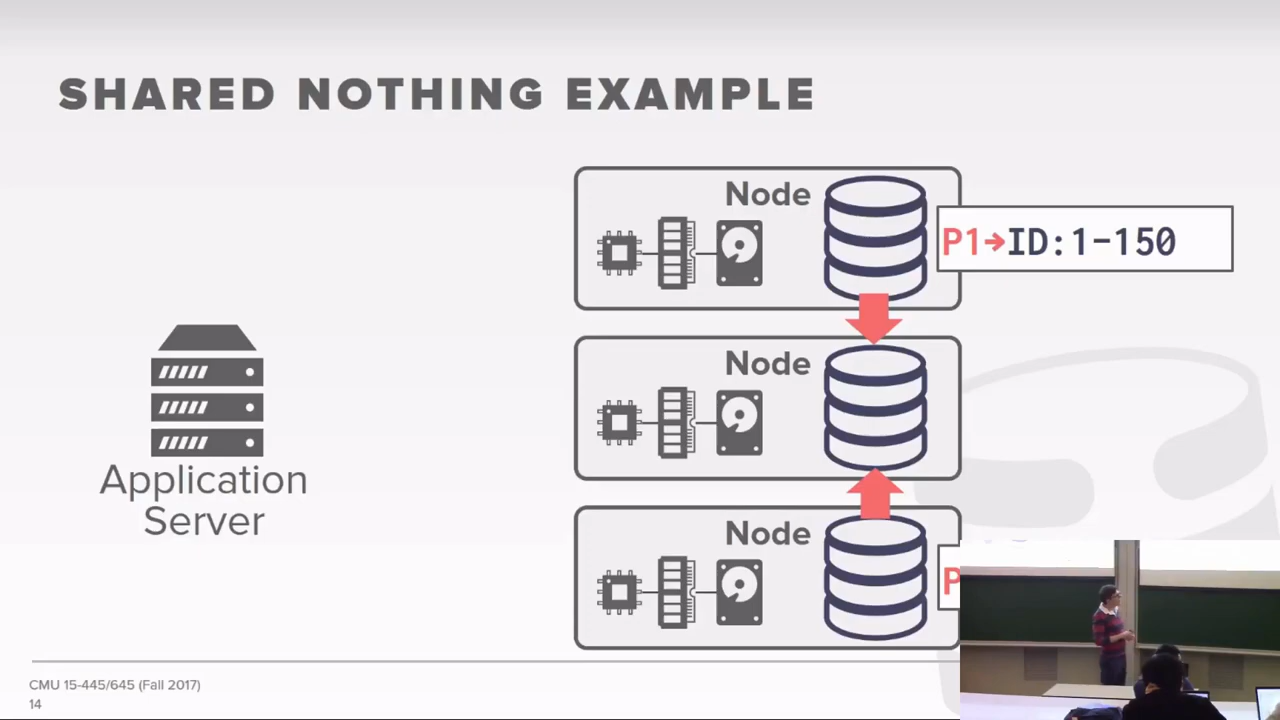 SHARED NOTHING EXAMPLE
Node
P1→ID:1-150
Node
Application
Server
Node
P
CMU 15-445/645 (Fall 2017)
14